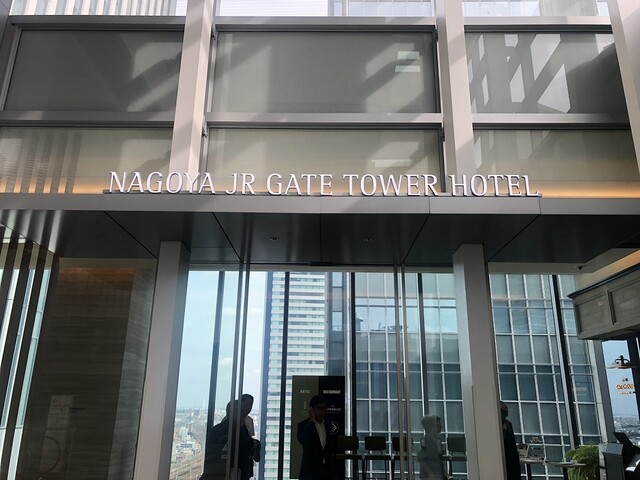 NAGOYA JR GATE TOWER HOTEL